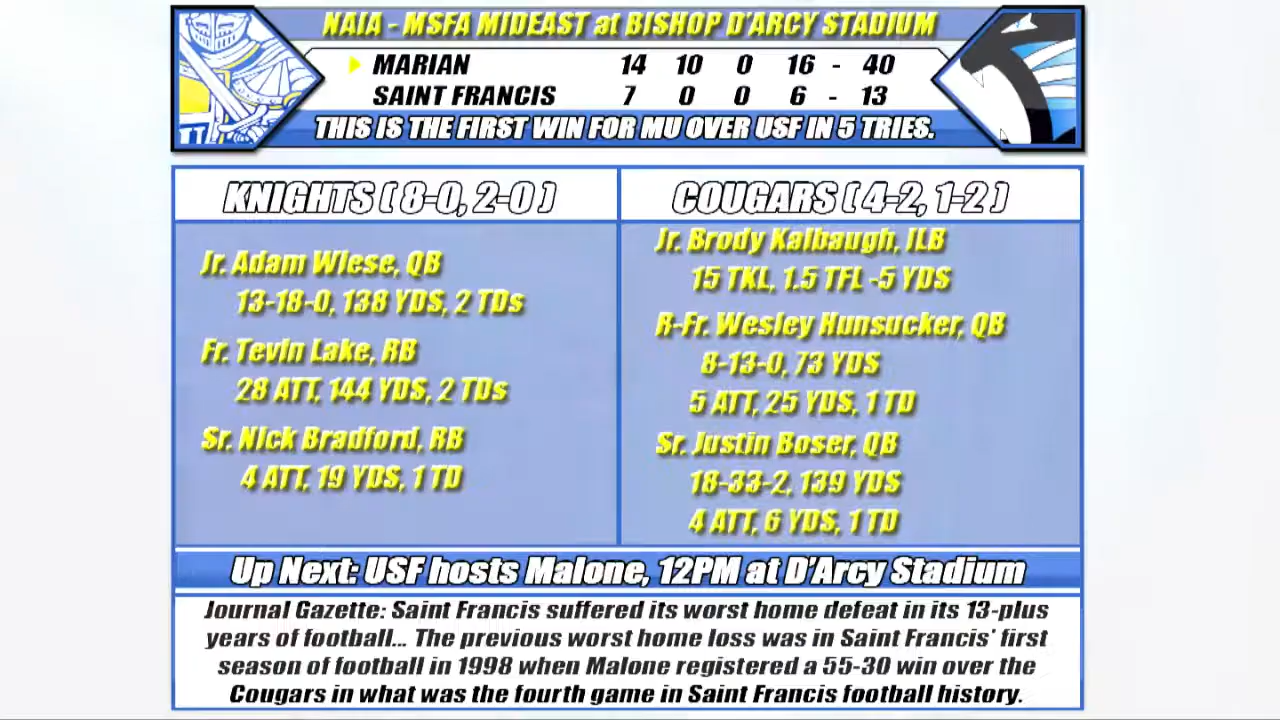 NAIA - MSFA MIDEAST at BISHOP D'ARCY STADIUM
MARIAN 14 10 0 16 - 40
SAINT FRANCIS 7 0 0 6 - 13
THIS IS THE FIRST WIN FOR MU OVER USF IN 5 TRIES.
KNIGHTS ( 8-0, 2-0 )
Jr. Adam Wiese, QB
13-18-0, 138 YDS, 2 TDs
Fr. Tevin Lake, RB
28 ATT, 144 YDS, 2 TDs
Sr. Nick Bradford, RB
4 ATT, 19 YDS, 1 TD
COUGARS ( 4-2, 1-2 )
Jr. Brody Kalbaugh, ILB
15 TKL, 1.5 TFL -5 YDS
R-Fr. Wesley Hunsucker, QB
8-13-0, 73 YDS
5 ATT, 25 YDS, 1 TD
Sr. Justin Boser, QB
18-33-2, 139 YDS
4 ATT, 6 YDS, 1 TD
Up Next: USF hosts Malone, 12PM at D'Arcy Stadium
Journal Gazette: Saint Francis suffered its worst home defeat in its 13-plus
years of football... The previous worst home loss was in Saint Francis' first
season of football in 1998 when Malone registered a 55-30 win over the
Cougars in what was the fourth game in Saint Francis football history.